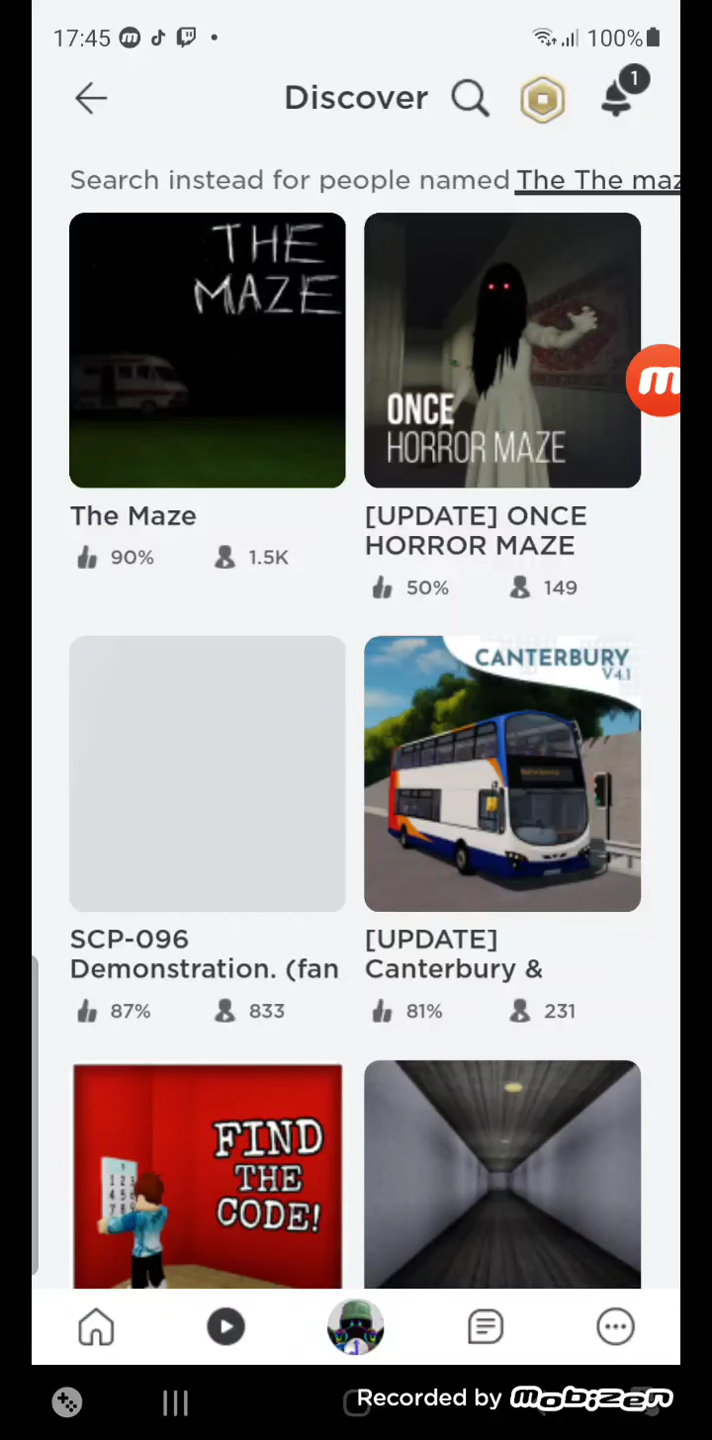 17:45
100%
Discover
1
Search instead for people named The The maz
THE
MAZE
ONCE
HORROR MAZE
The Maze
90%
1.5K
[UPDATE] ONCE
HORROR MAZE
50%
149
CANTERBURY
V4.1
SCP-096
Demonstration. (fan
87%
833
[UPDATE]
Canterbury &
81%
231
FIND
THE
CODE!
Recorded by mobizen